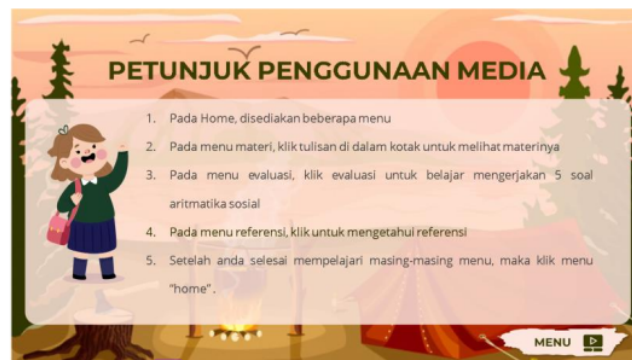 PETUNJUK PENGGUNAAN MEDIA
1. Pada Home, disediakan beberapa menu
2. Pada menu materi, klik tulisan di dalam kotak untuk melihat materinya
3. Pada menu evaluasi, klik evaluasi untuk belajar mengerjakan 5 soal
aritmatika sosial
4. Pada menu referensi, klik untuk mengetahui referensi
5. Setelah anda selesai mempelajari masing-masing menu, maka klik menu
"home".
MENU